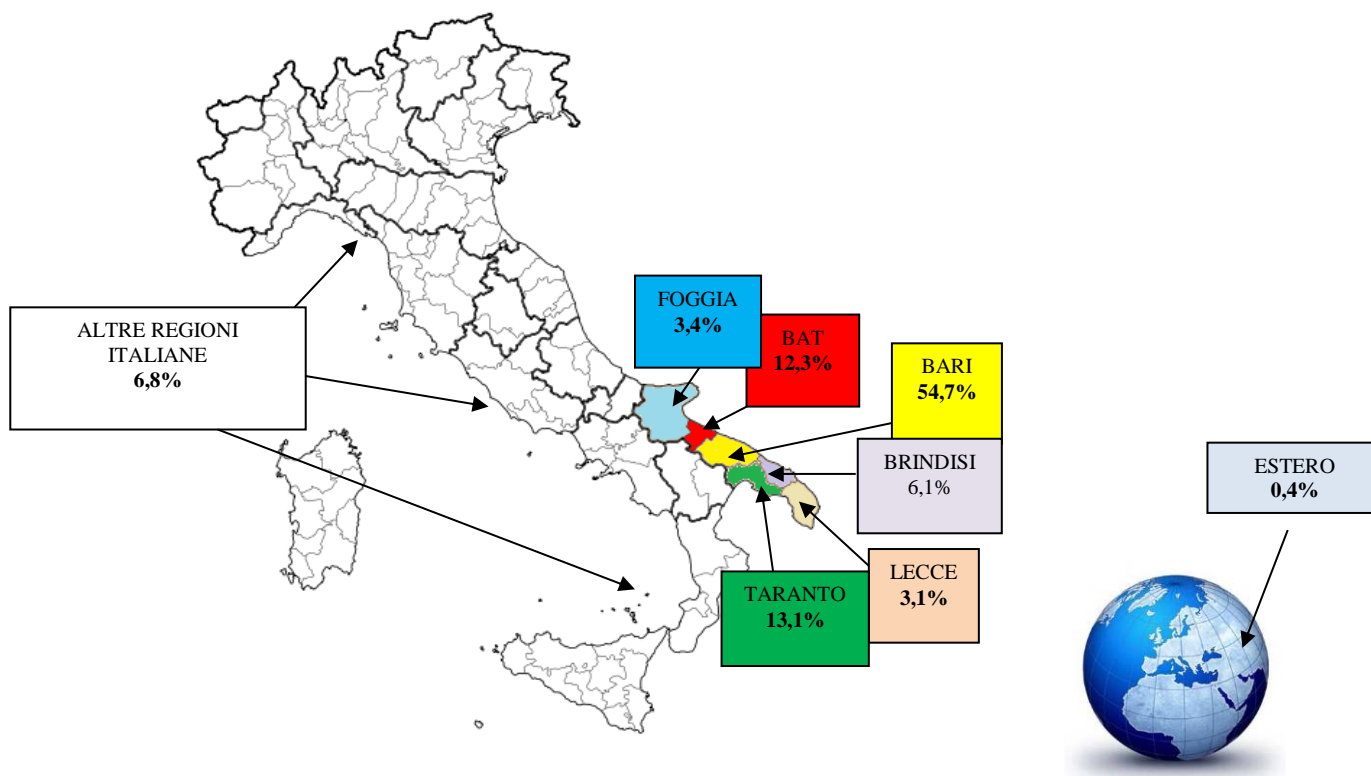 FOGGIA
3,4%
BAT
12,3%
ALTRE REGIONI
ITALIANE
6,8%
BARI
54,7%
BRINDISI
6,1%
ESTERO
0,4%
LECCE
3,1%
TARANTO
13,1%